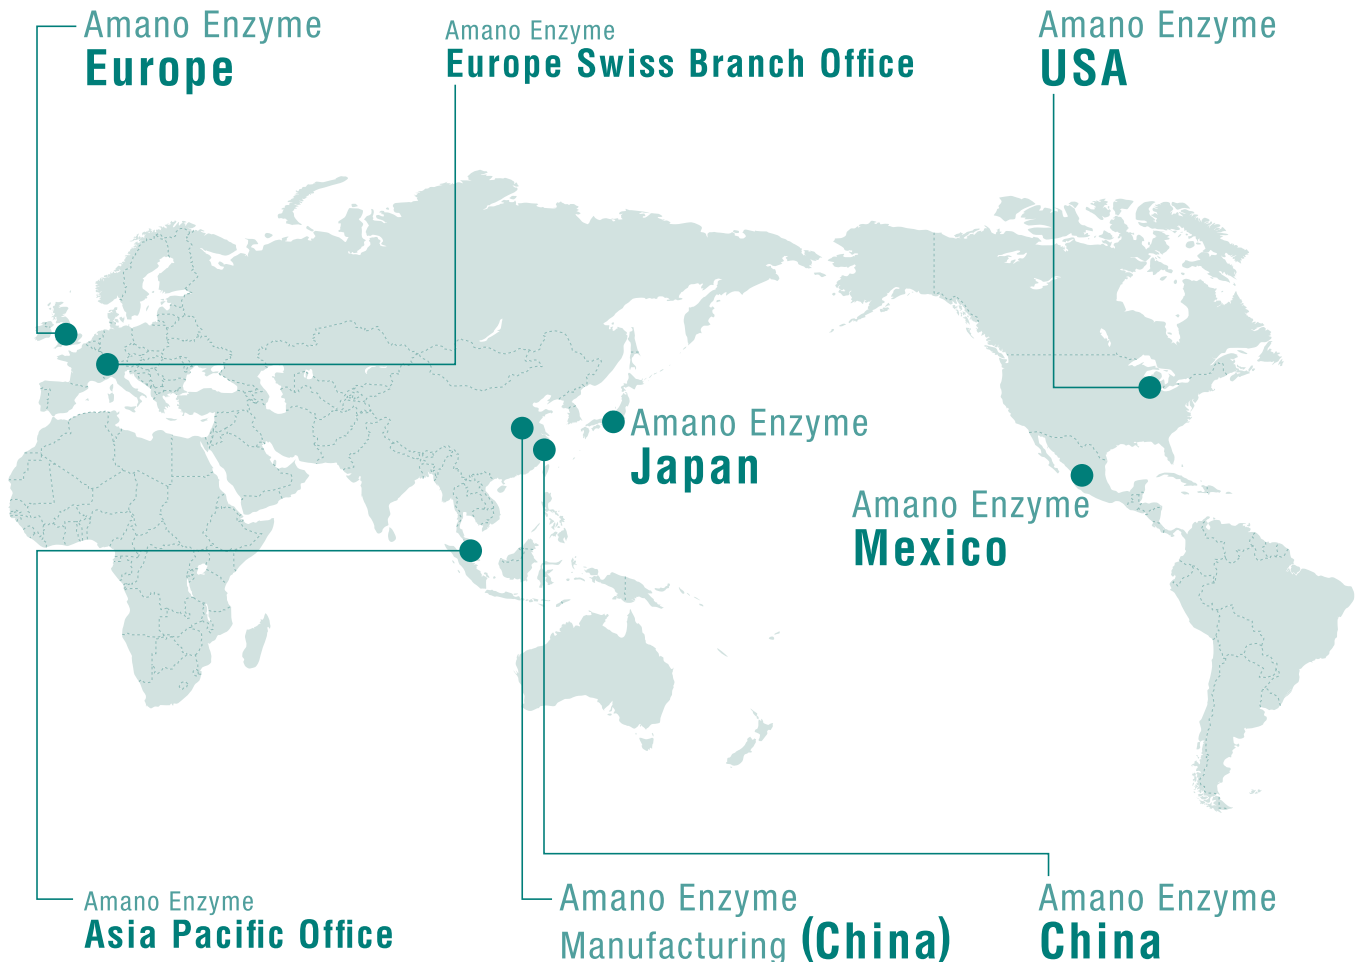 Amano Enzyme
Europe
Amano Enzyme
Europe Swiss Branch Office
Amano Enzyme
USA
Amano Enzyme
Japan
Amano Enzyme
Mexico
Amano Enzyme
Asia Pacific Office
Amano Enzyme
Manufacturing (China)
Amano Enzyme
China